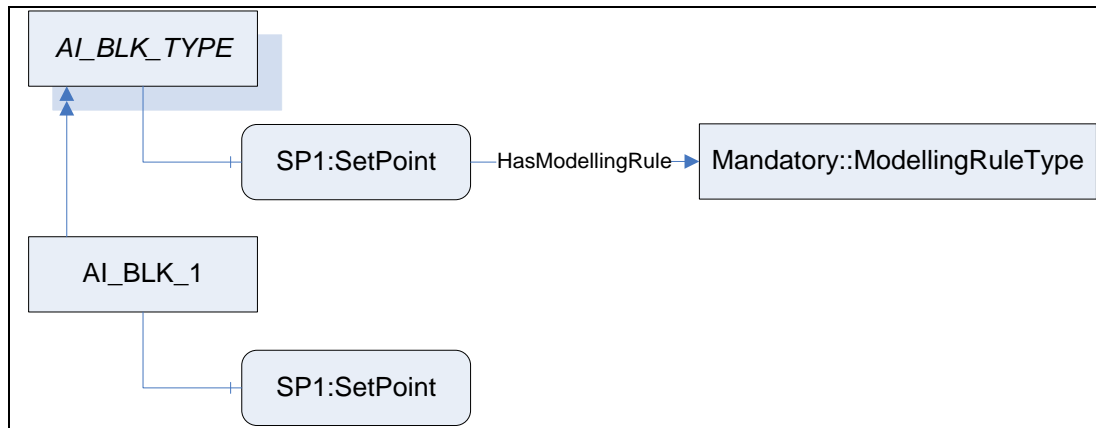 AI_BLK_TYPE
SP1:SetPoint
HasModellingRule
Mandatory::ModellingRuleType
AI_BLK_1
SP1:SetPoint